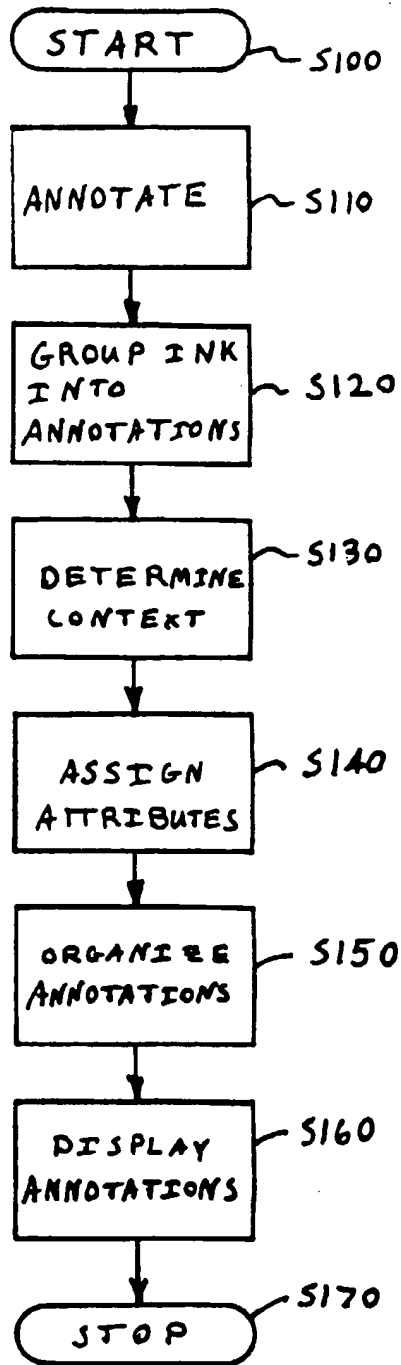 START
S100
ANNOTATE
S110
GROUP INK
INTO
ANNOTATIONS
S120
DETERMINE
CONTEXT
S130
ASSIGN
ATTRIBUTES
S140
ORGANIZE
ANNOTATIONS
S150
DISPLAY
ANNOTATIONS
S160
STOP
S170